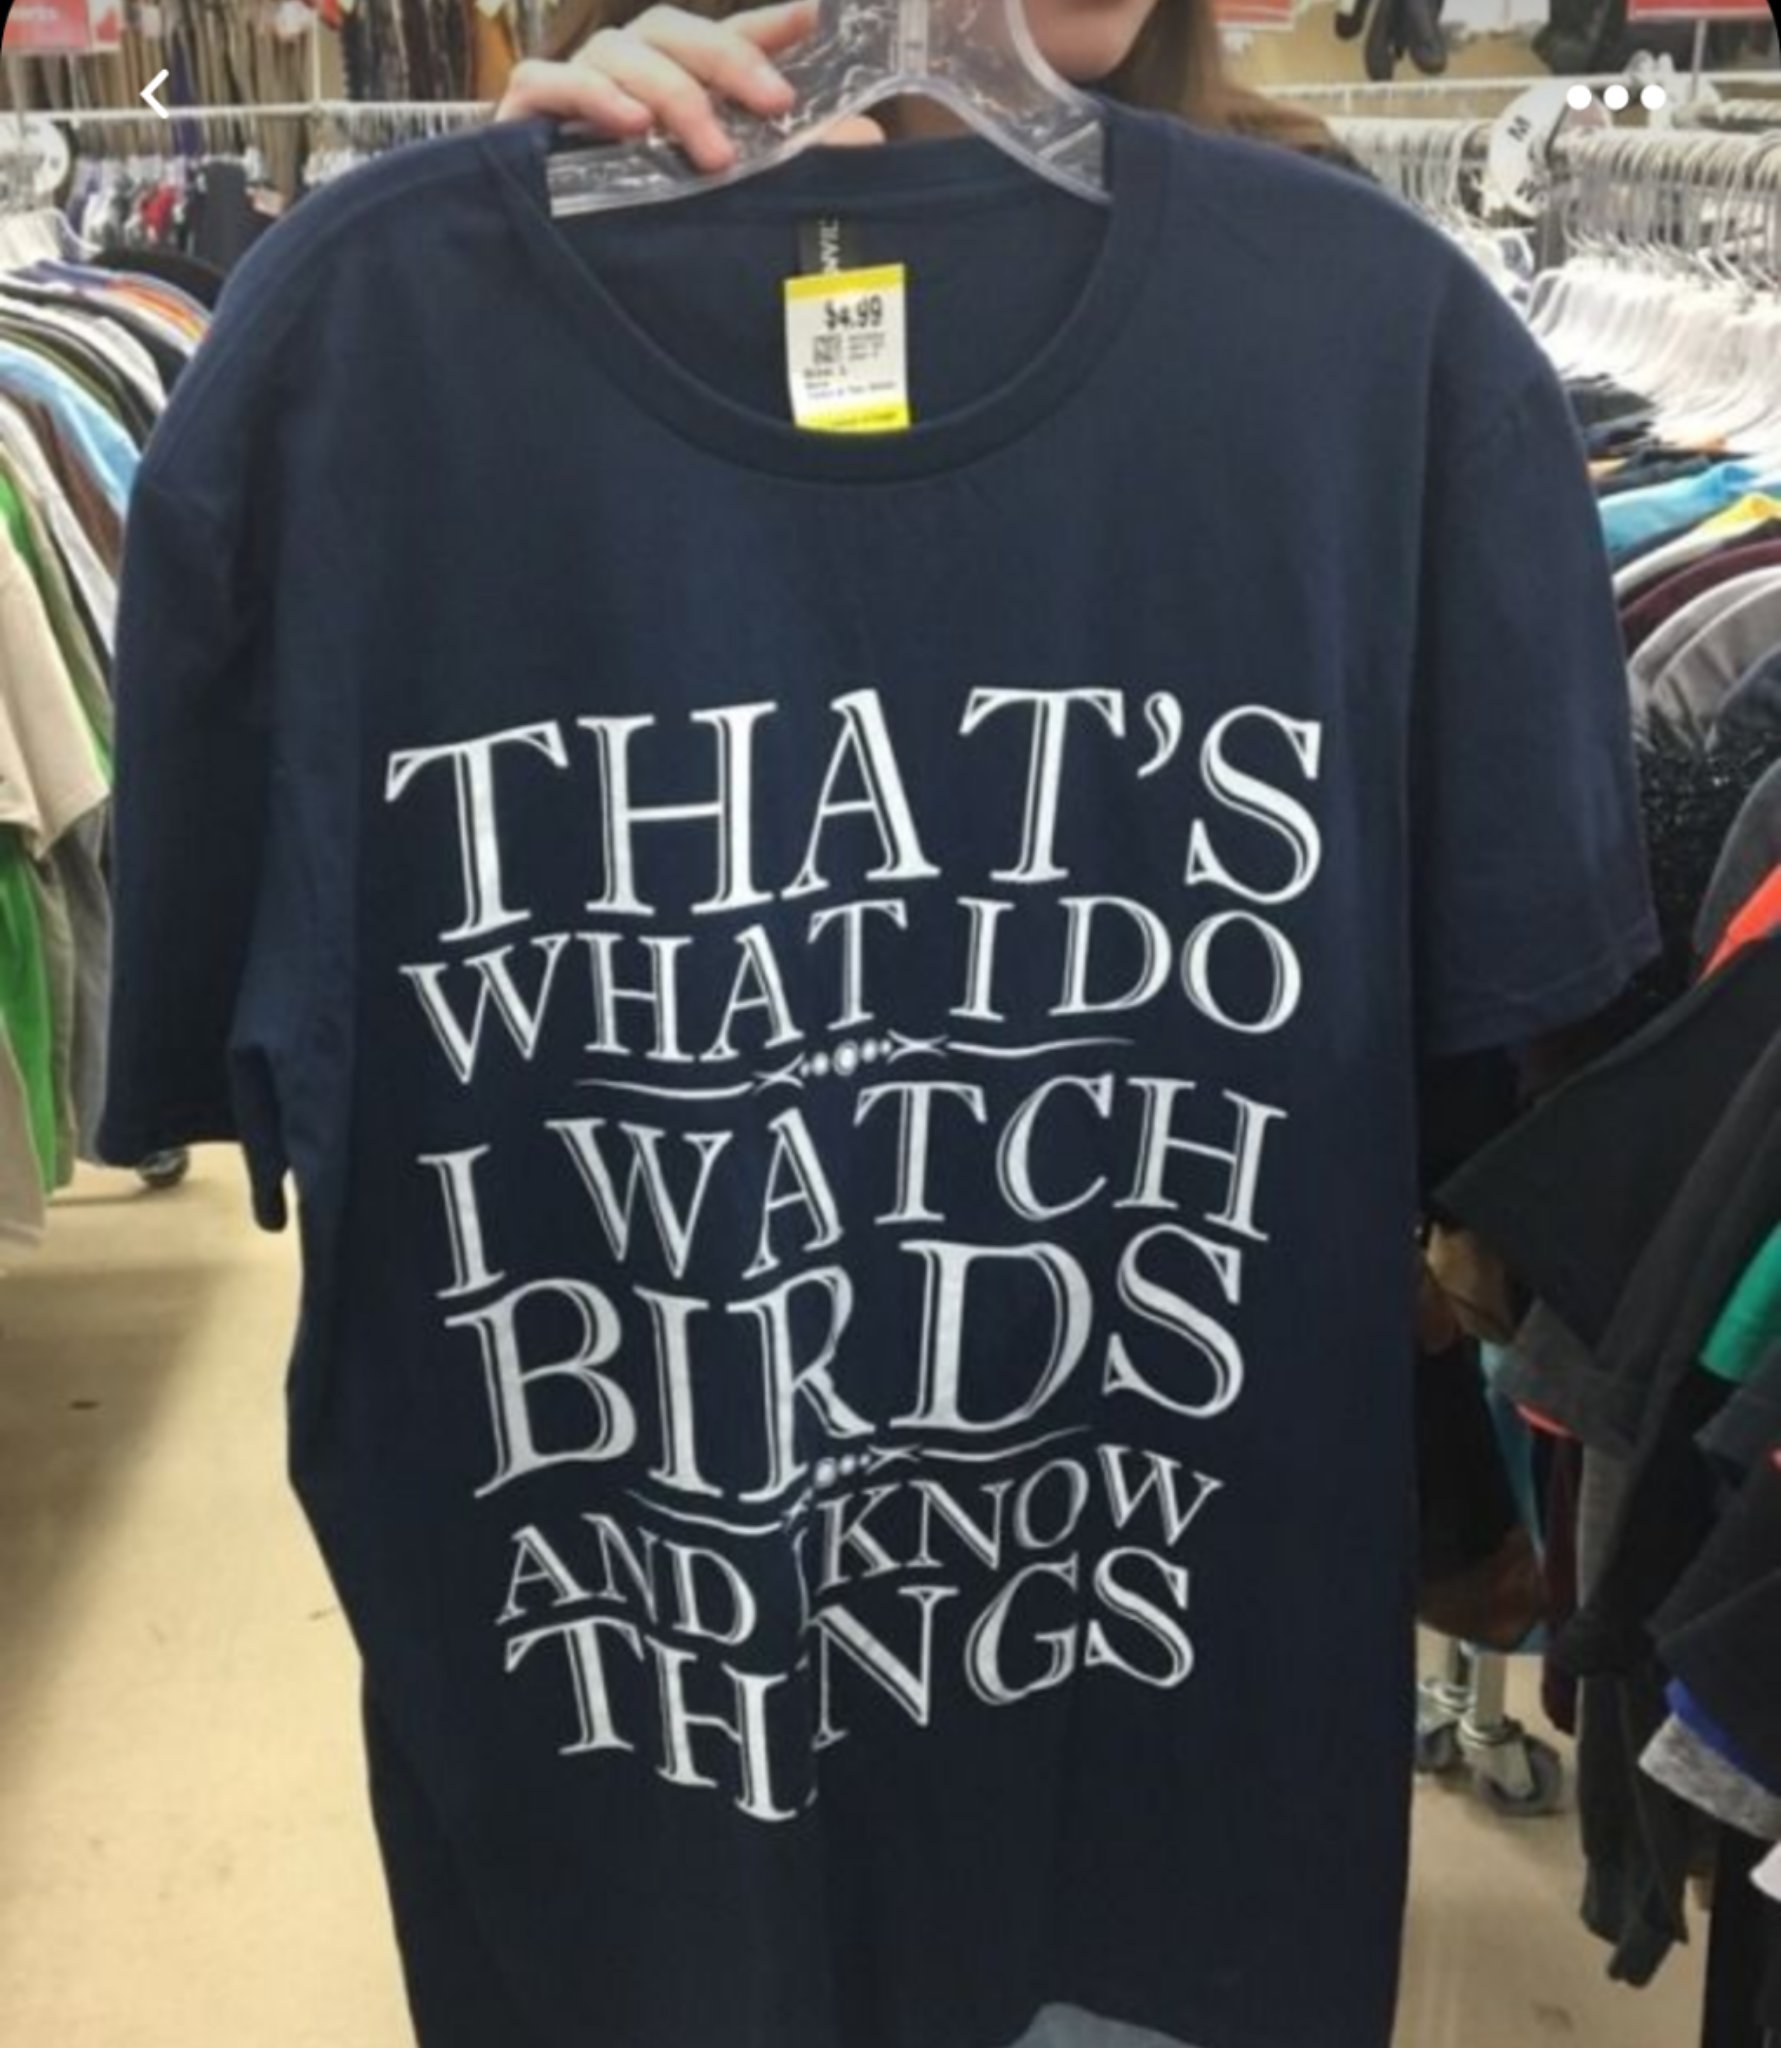 $4.99
THAT'S
WHAT I DO
I WATCH
BIRDS
AND I KNOW
THINGS
M